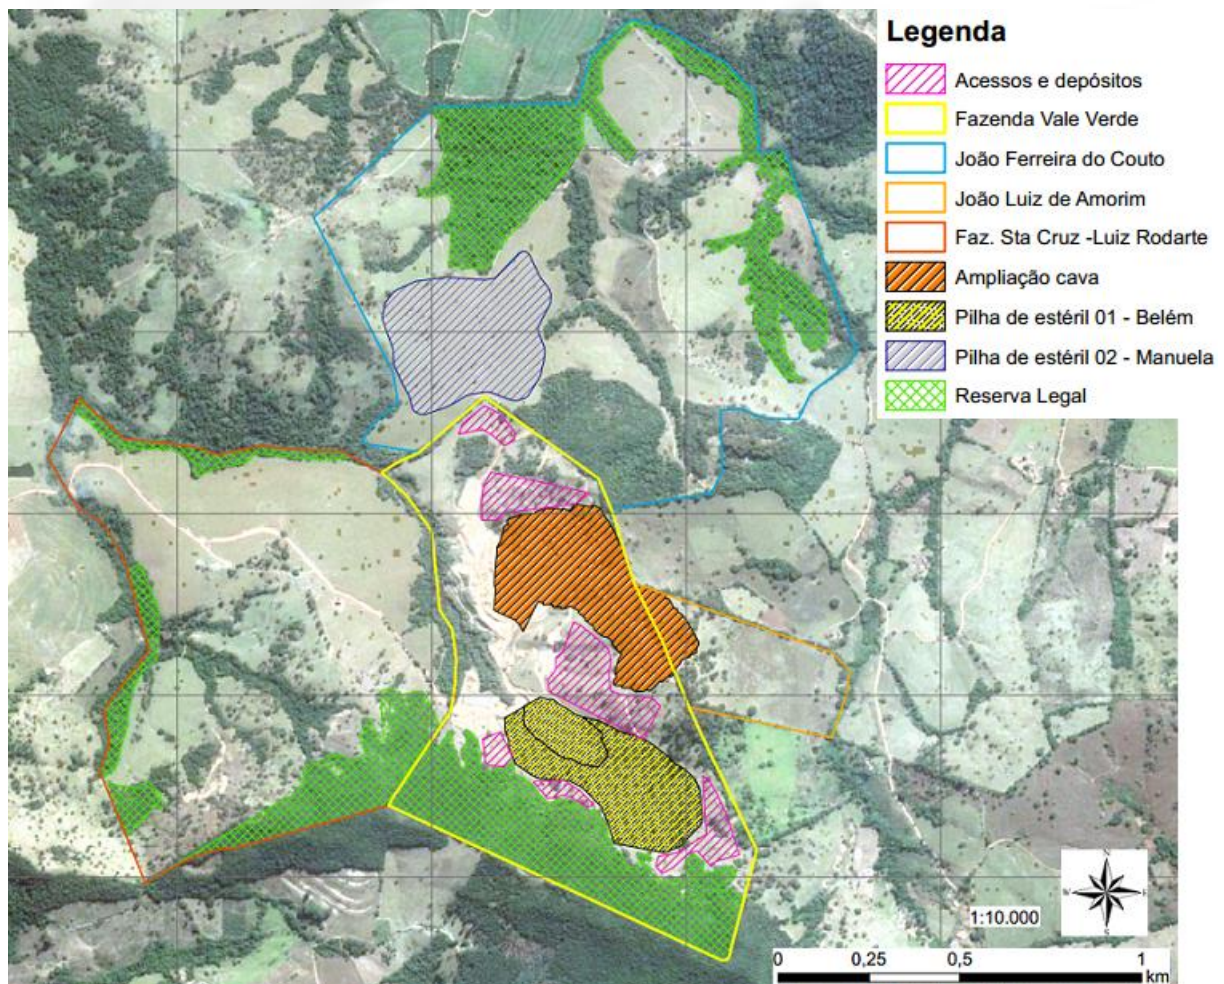 Legenda
Acessos e depósitos
Fazenda Vale Verde
João Ferreira do Couto
João Luiz de Amorim
Faz. Sta Cruz -Luiz Rodarte
Ampliação cava
Pilha de estéril 01 - Belém
Pilha de estéril 02 - Manuela
Reserva Legal
N
W
E
S
1:10.000
0 0,25 0,5 1
km